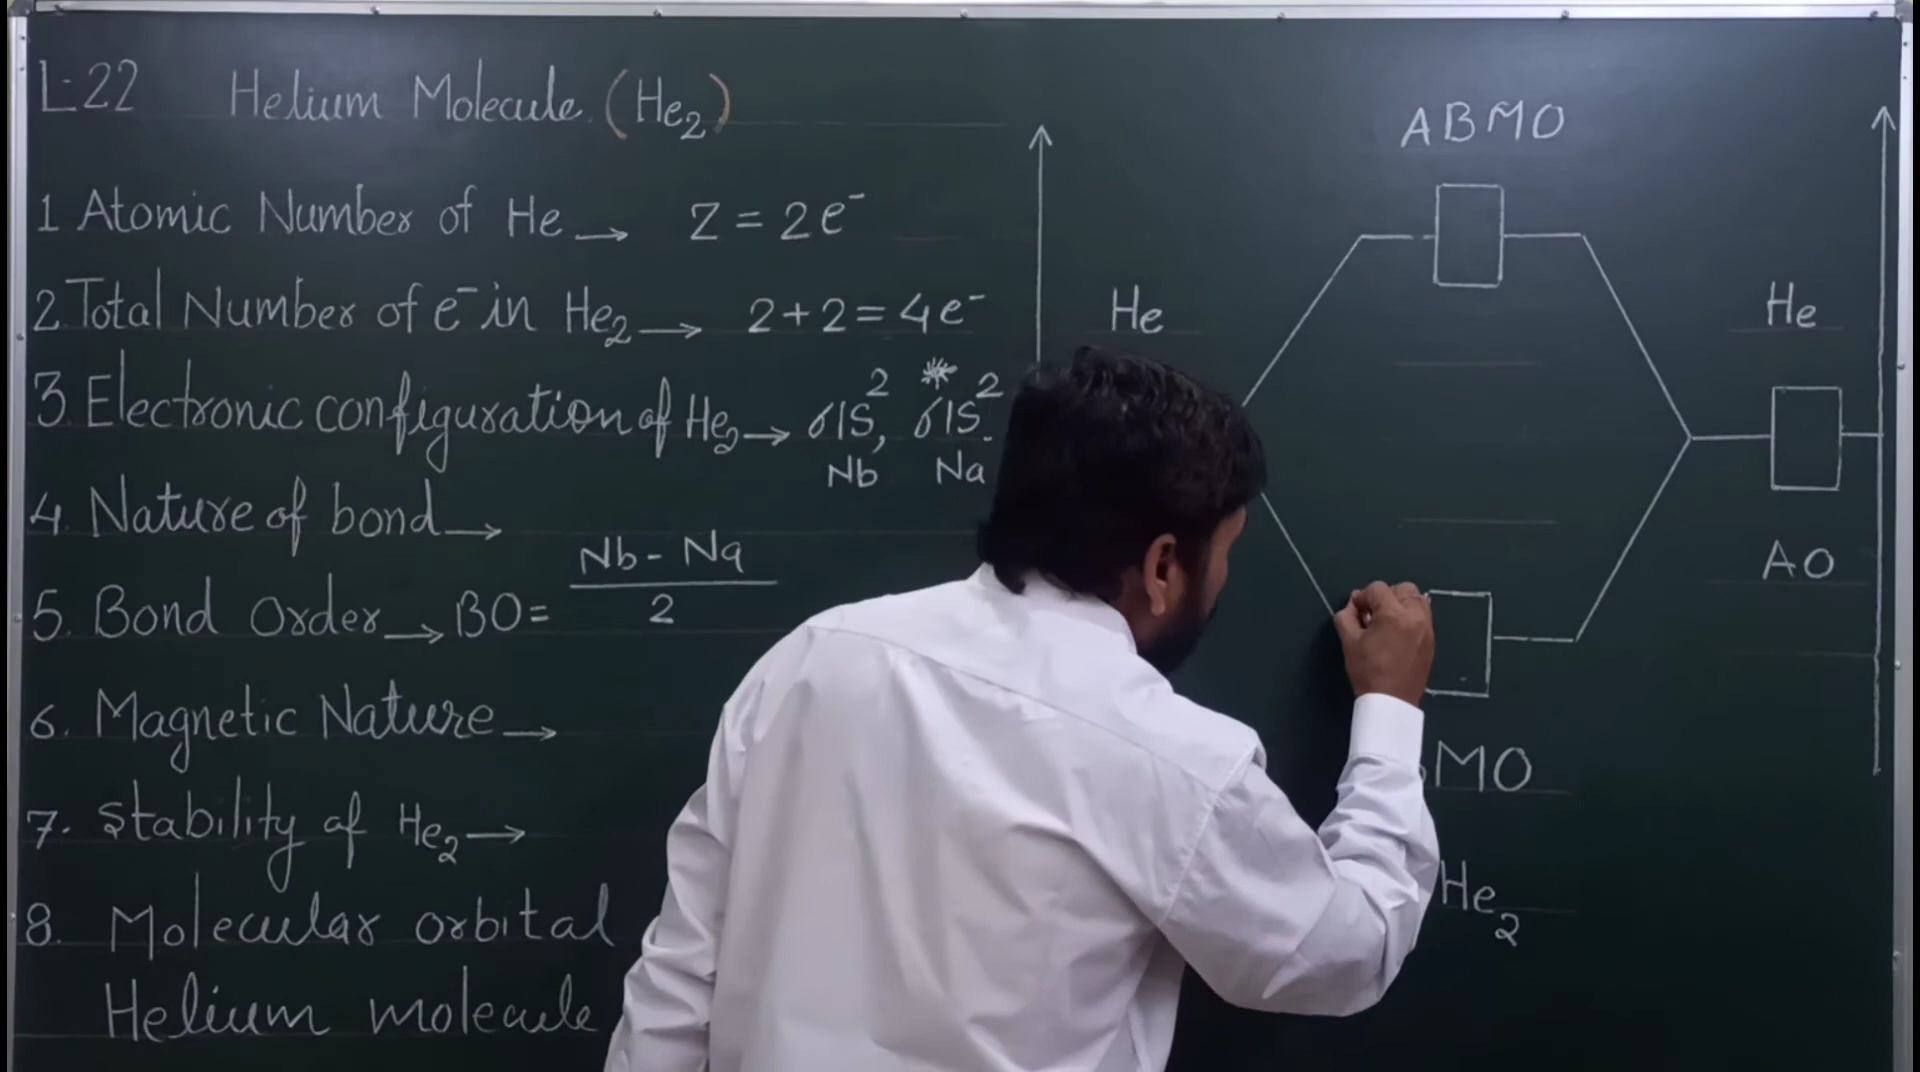 L-22 Helium Molecule (He₂)
1 Atomic Number of He → Z = 2e⁻
2. Total Number of e⁻ in He₂ → 2+2 = 4e⁻
3. Electronic configuration of He₂ → σ1S², σ*1S².
Nb Na
4. Nature of bond →
5. Bond Order → BO = Nb - Na / 2
6. Magnetic Nature →
7. Stability of He₂ →
8. Molecular orbital
Helium molecule
ABMO
He He
AO
MO
He₂